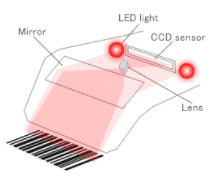 LED light
Mirror
CCD sensor
Lens